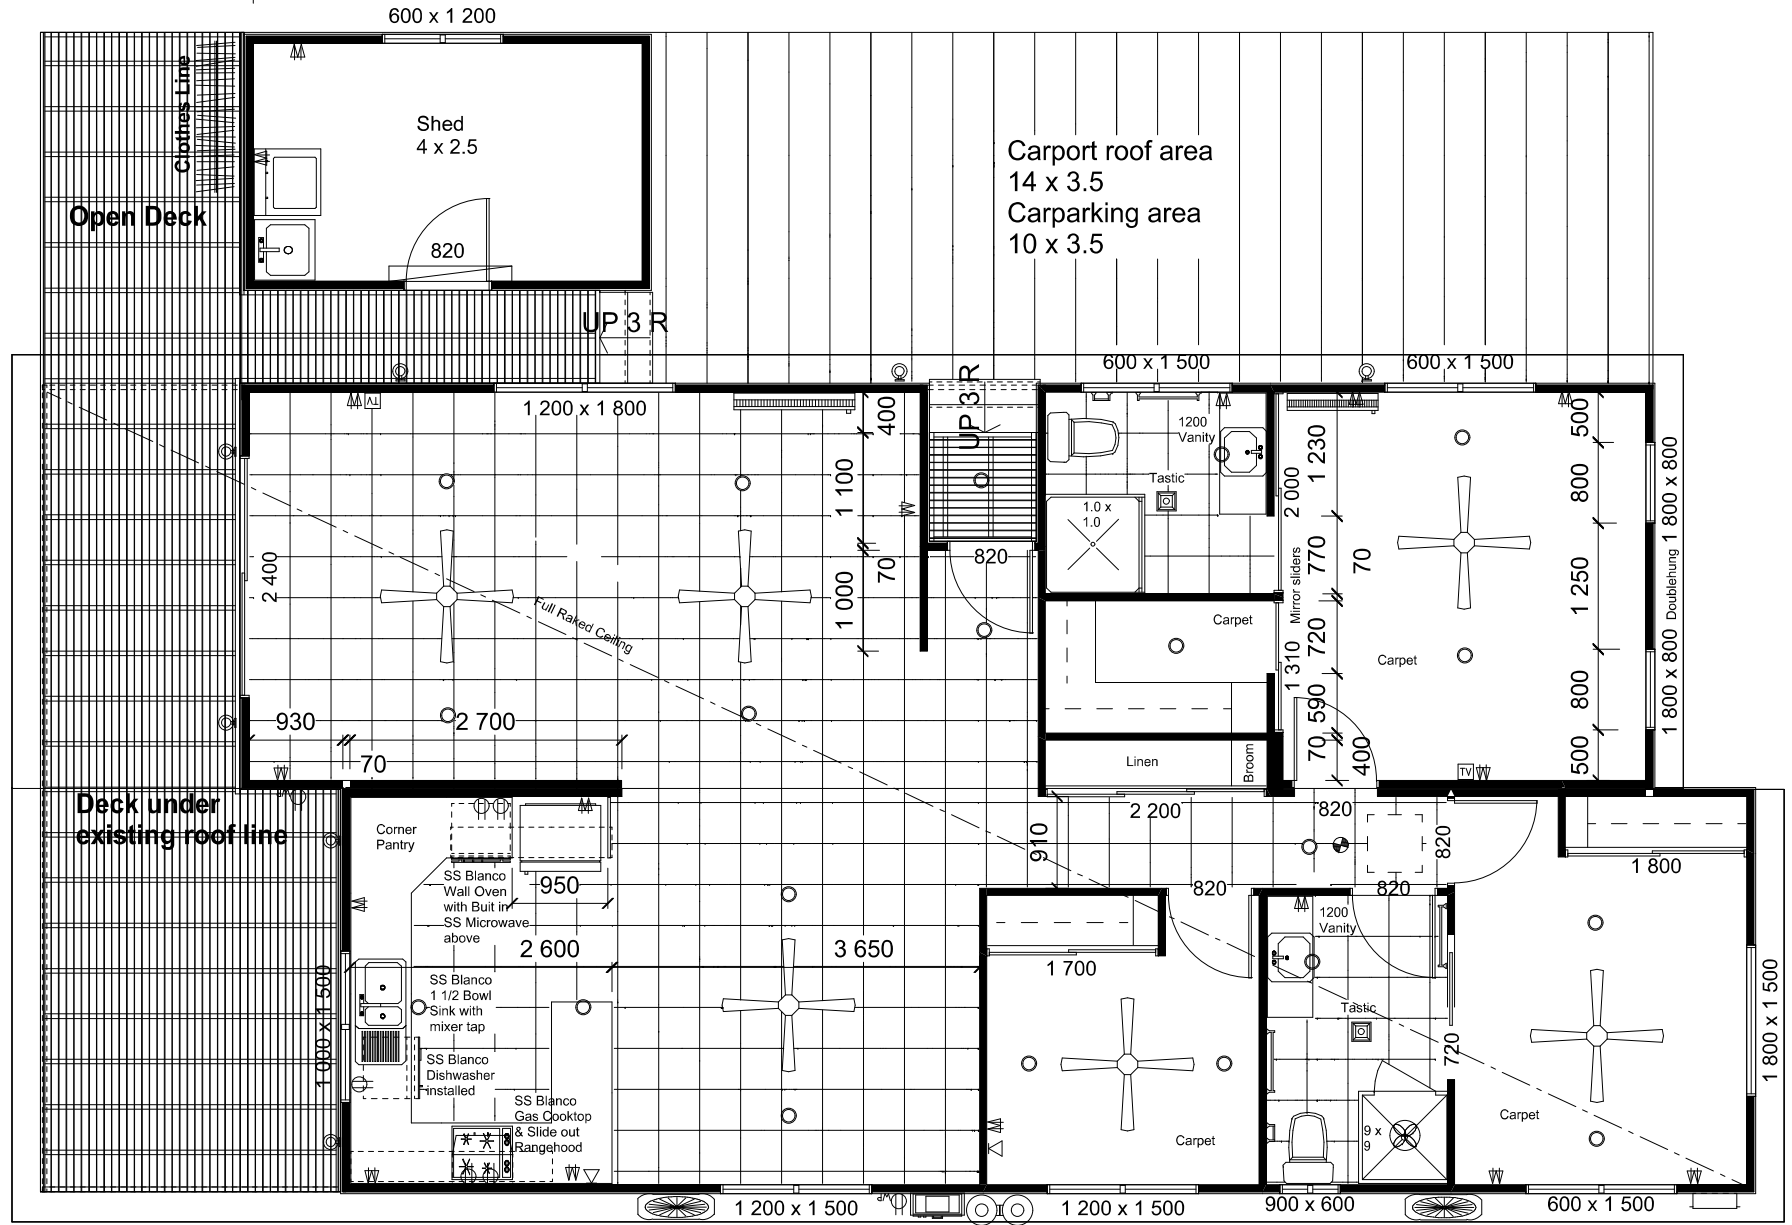 600 x 1 200
Clothes Line
Shed
4 x 2.5
Carport roof area
14 x 3.5
Carparking area
10 x 3.5
Open Deck
820
UP 3 R
600 x 1 500
600 x 1 500
UP 3R
TV
1 200 x 1 800
400
1200
Vanity
500
1 230
1 800 x 800
800
1 100
Tastic
2 000
1.0 x
1.0
820
770
70
Mirror sliders
Doublehung
2 400
70
1 000
1 250
Full Raked Ceiling
Carpet
720
Carpet
1 310
1 800 x 800
800
590
930
2 700
70
70
400
500
Linen
Broom
TV
Deck under
existing roof line
2 200
820
Corner
Pantry
910
820
1 800
SS Blanco
Wall Oven
with Buit in
SS Microwave
above
950
820
820
1200
Vanity
2 600
3 650
1 700
1 000 x 1 500
SS Blanco
1 1/2 Bowl
Sink with
mixer tap
Tastic
1 800 x 1 500
720
SS Blanco
Dishwasher
installed
SS Blanco
Gas Cooktop
& Slide out
Rangehood
Carpet
9 x
9
Carpet
1 200 x 1 500
WP
1 200 x 1 500
900 x 600
600 x 1 500